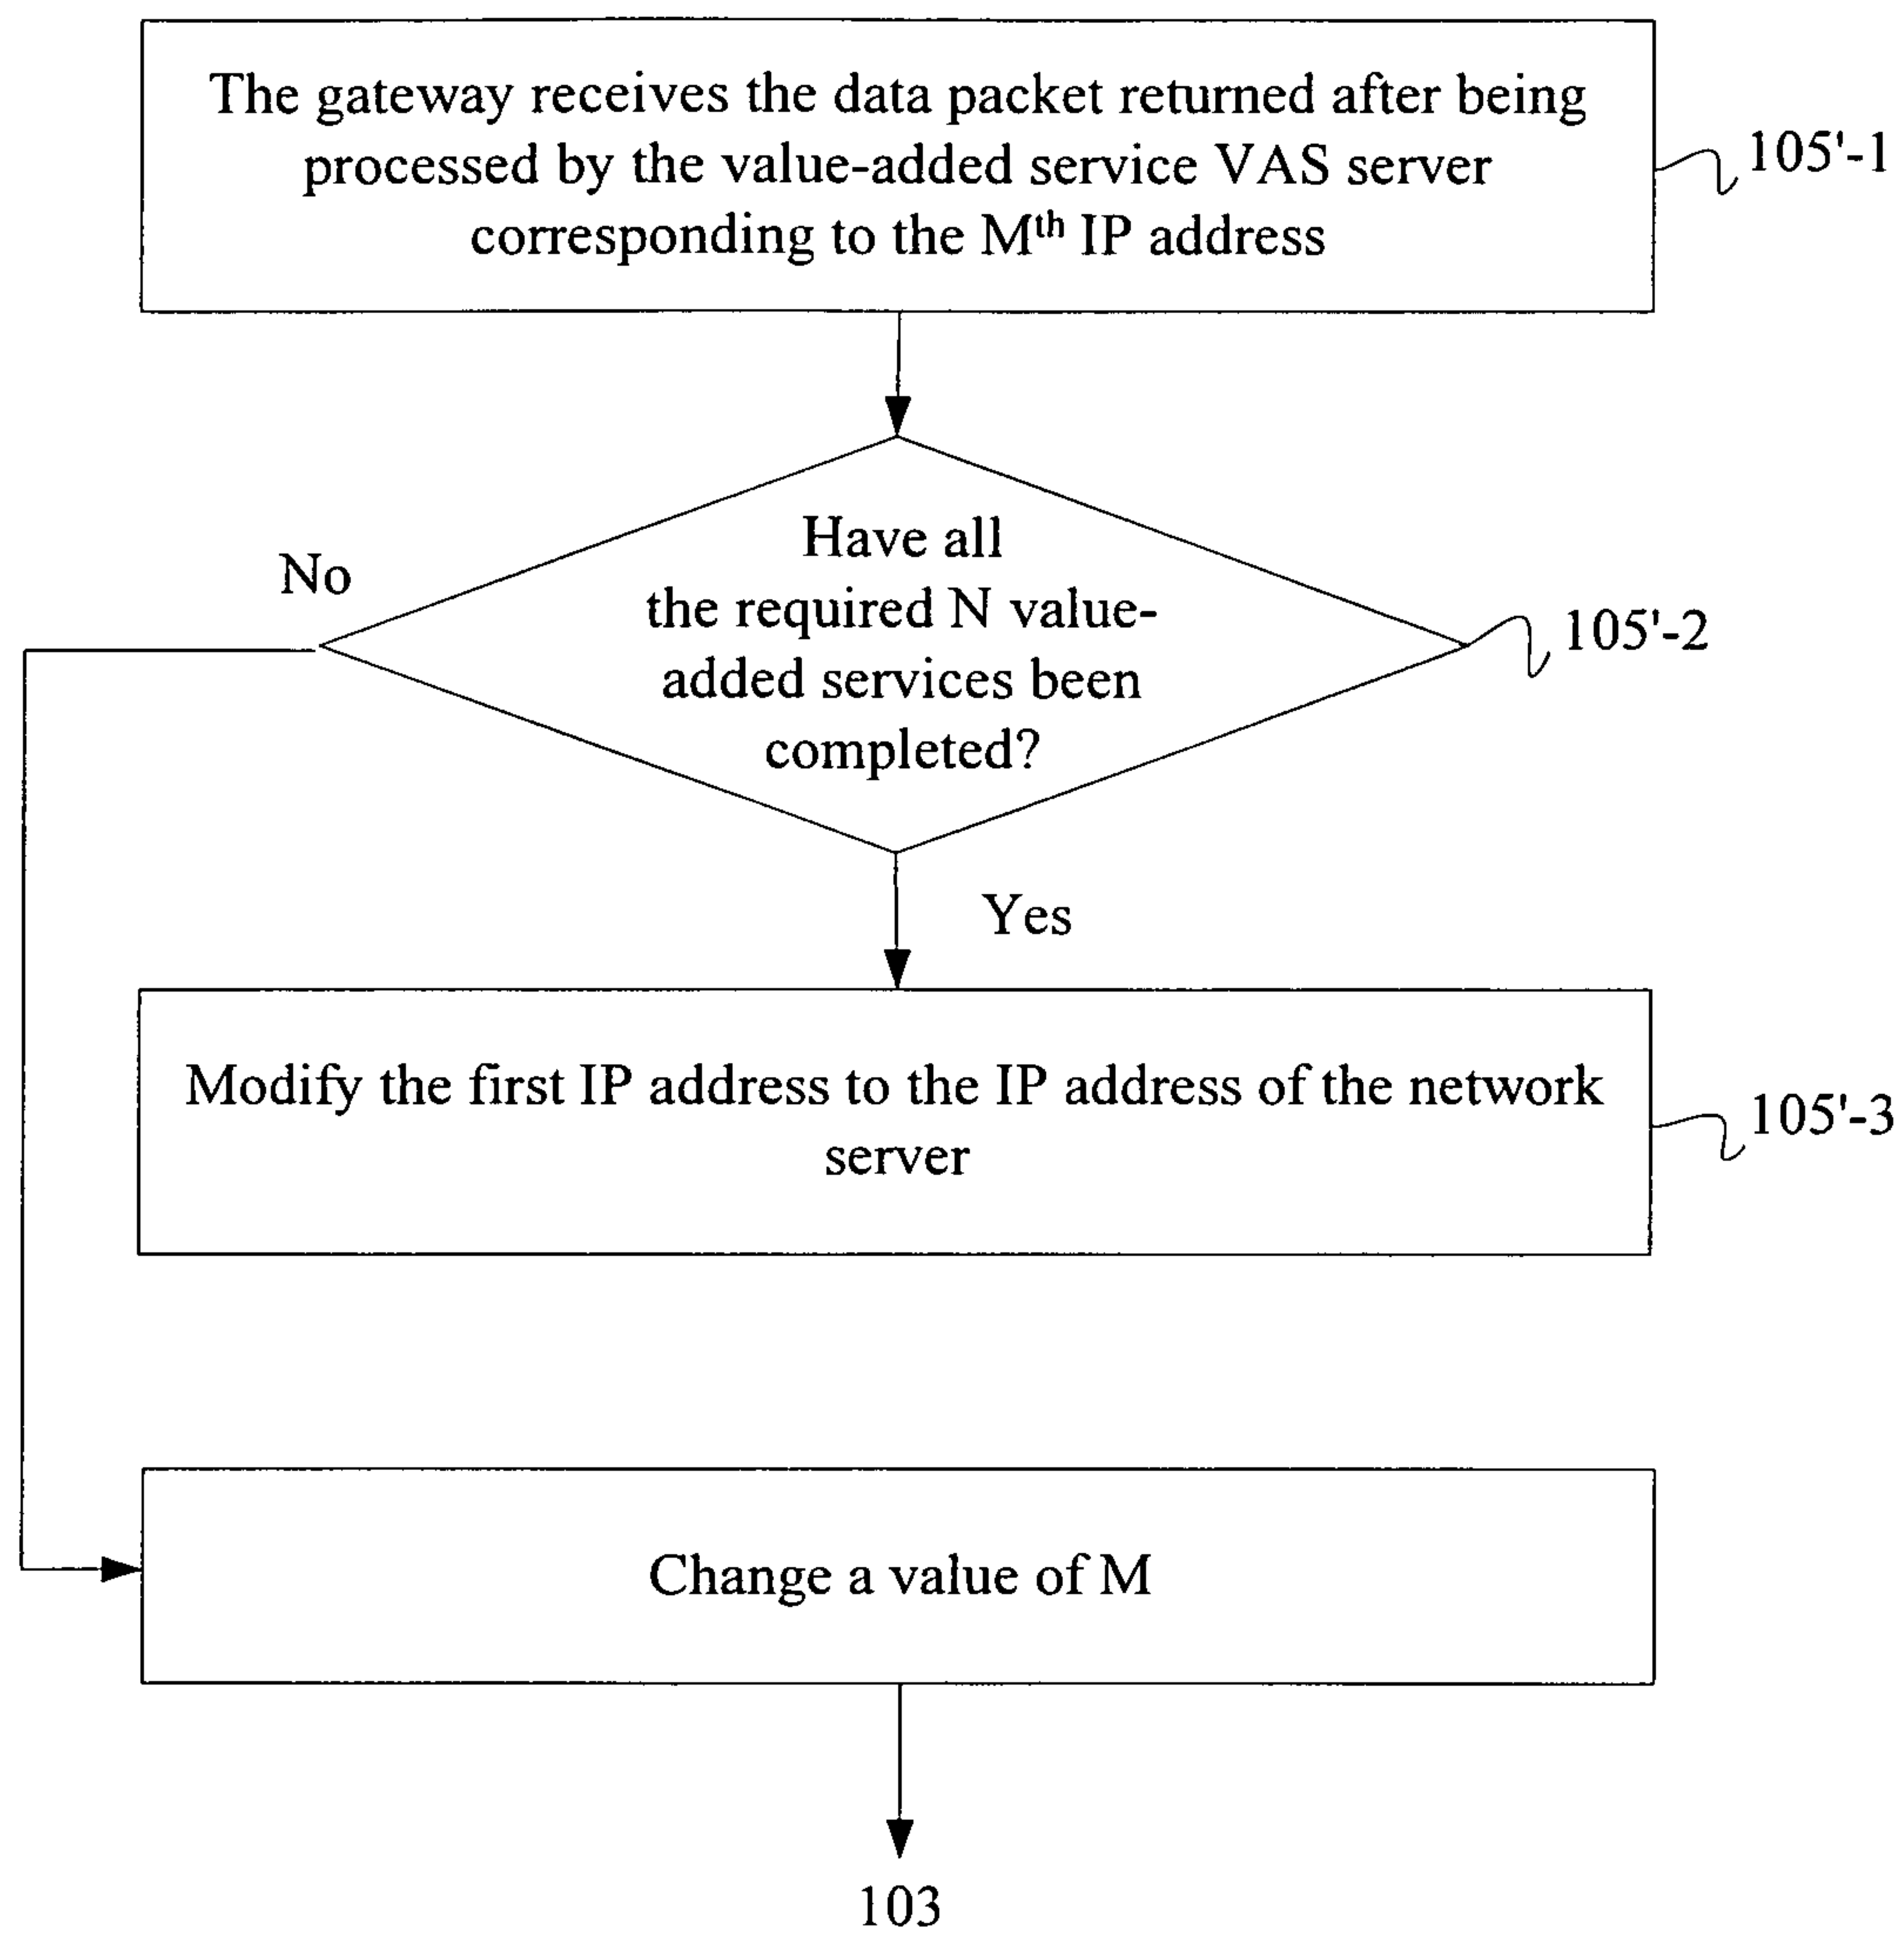 The gateway receives the data packet returned after being
processed by the value-added service VAS server
corresponding to the Mth IP address
105'-1
Have all
the required N value-
added services been
completed?
No
105'-2
Yes
Modify the first IP address to the IP address of the network
server
105'-3
Change a value of M
103